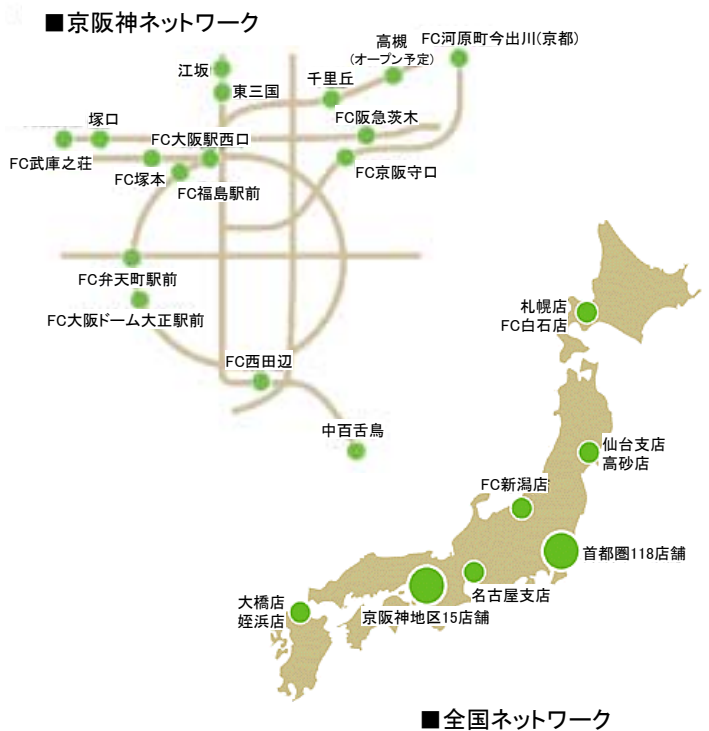 ■京阪神ネットワーク
FC河原町今出川(京都)
高槻
(オープン予定)
江坂
千里丘
東三国
塚口
FC大阪駅西口
FC阪急茨木
FC武庫之荘
FC塚本
FC京阪守口
FC福島駅前
FC弁天町駅前
FC大阪ドーム大正駅前
FC西田辺
中百舌鳥
札幌店
FC白石店
仙台支店
高砂店
FC新潟店
首都圏118店舗
名古屋支店
京阪神地区15店舗
大橋店
姪浜店
■全国ネットワーク